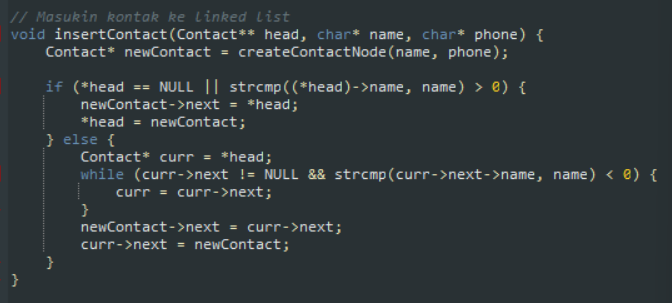 // Masukin kontak ke linked list
void insertContact(Contact** head, char* name, char* phone) {
    Contact* newContact = createContactNode(name, phone);

    if (*head == NULL || strcmp((*head)->name, name) > 0) {
        newContact->next = *head;
        *head = newContact;
    } else {
        Contact* curr = *head;
        while (curr->next != NULL && strcmp(curr->next->name, name) < 0) {
            curr = curr->next;
        }
        newContact->next = curr->next;
        curr->next = newContact;
    }
}